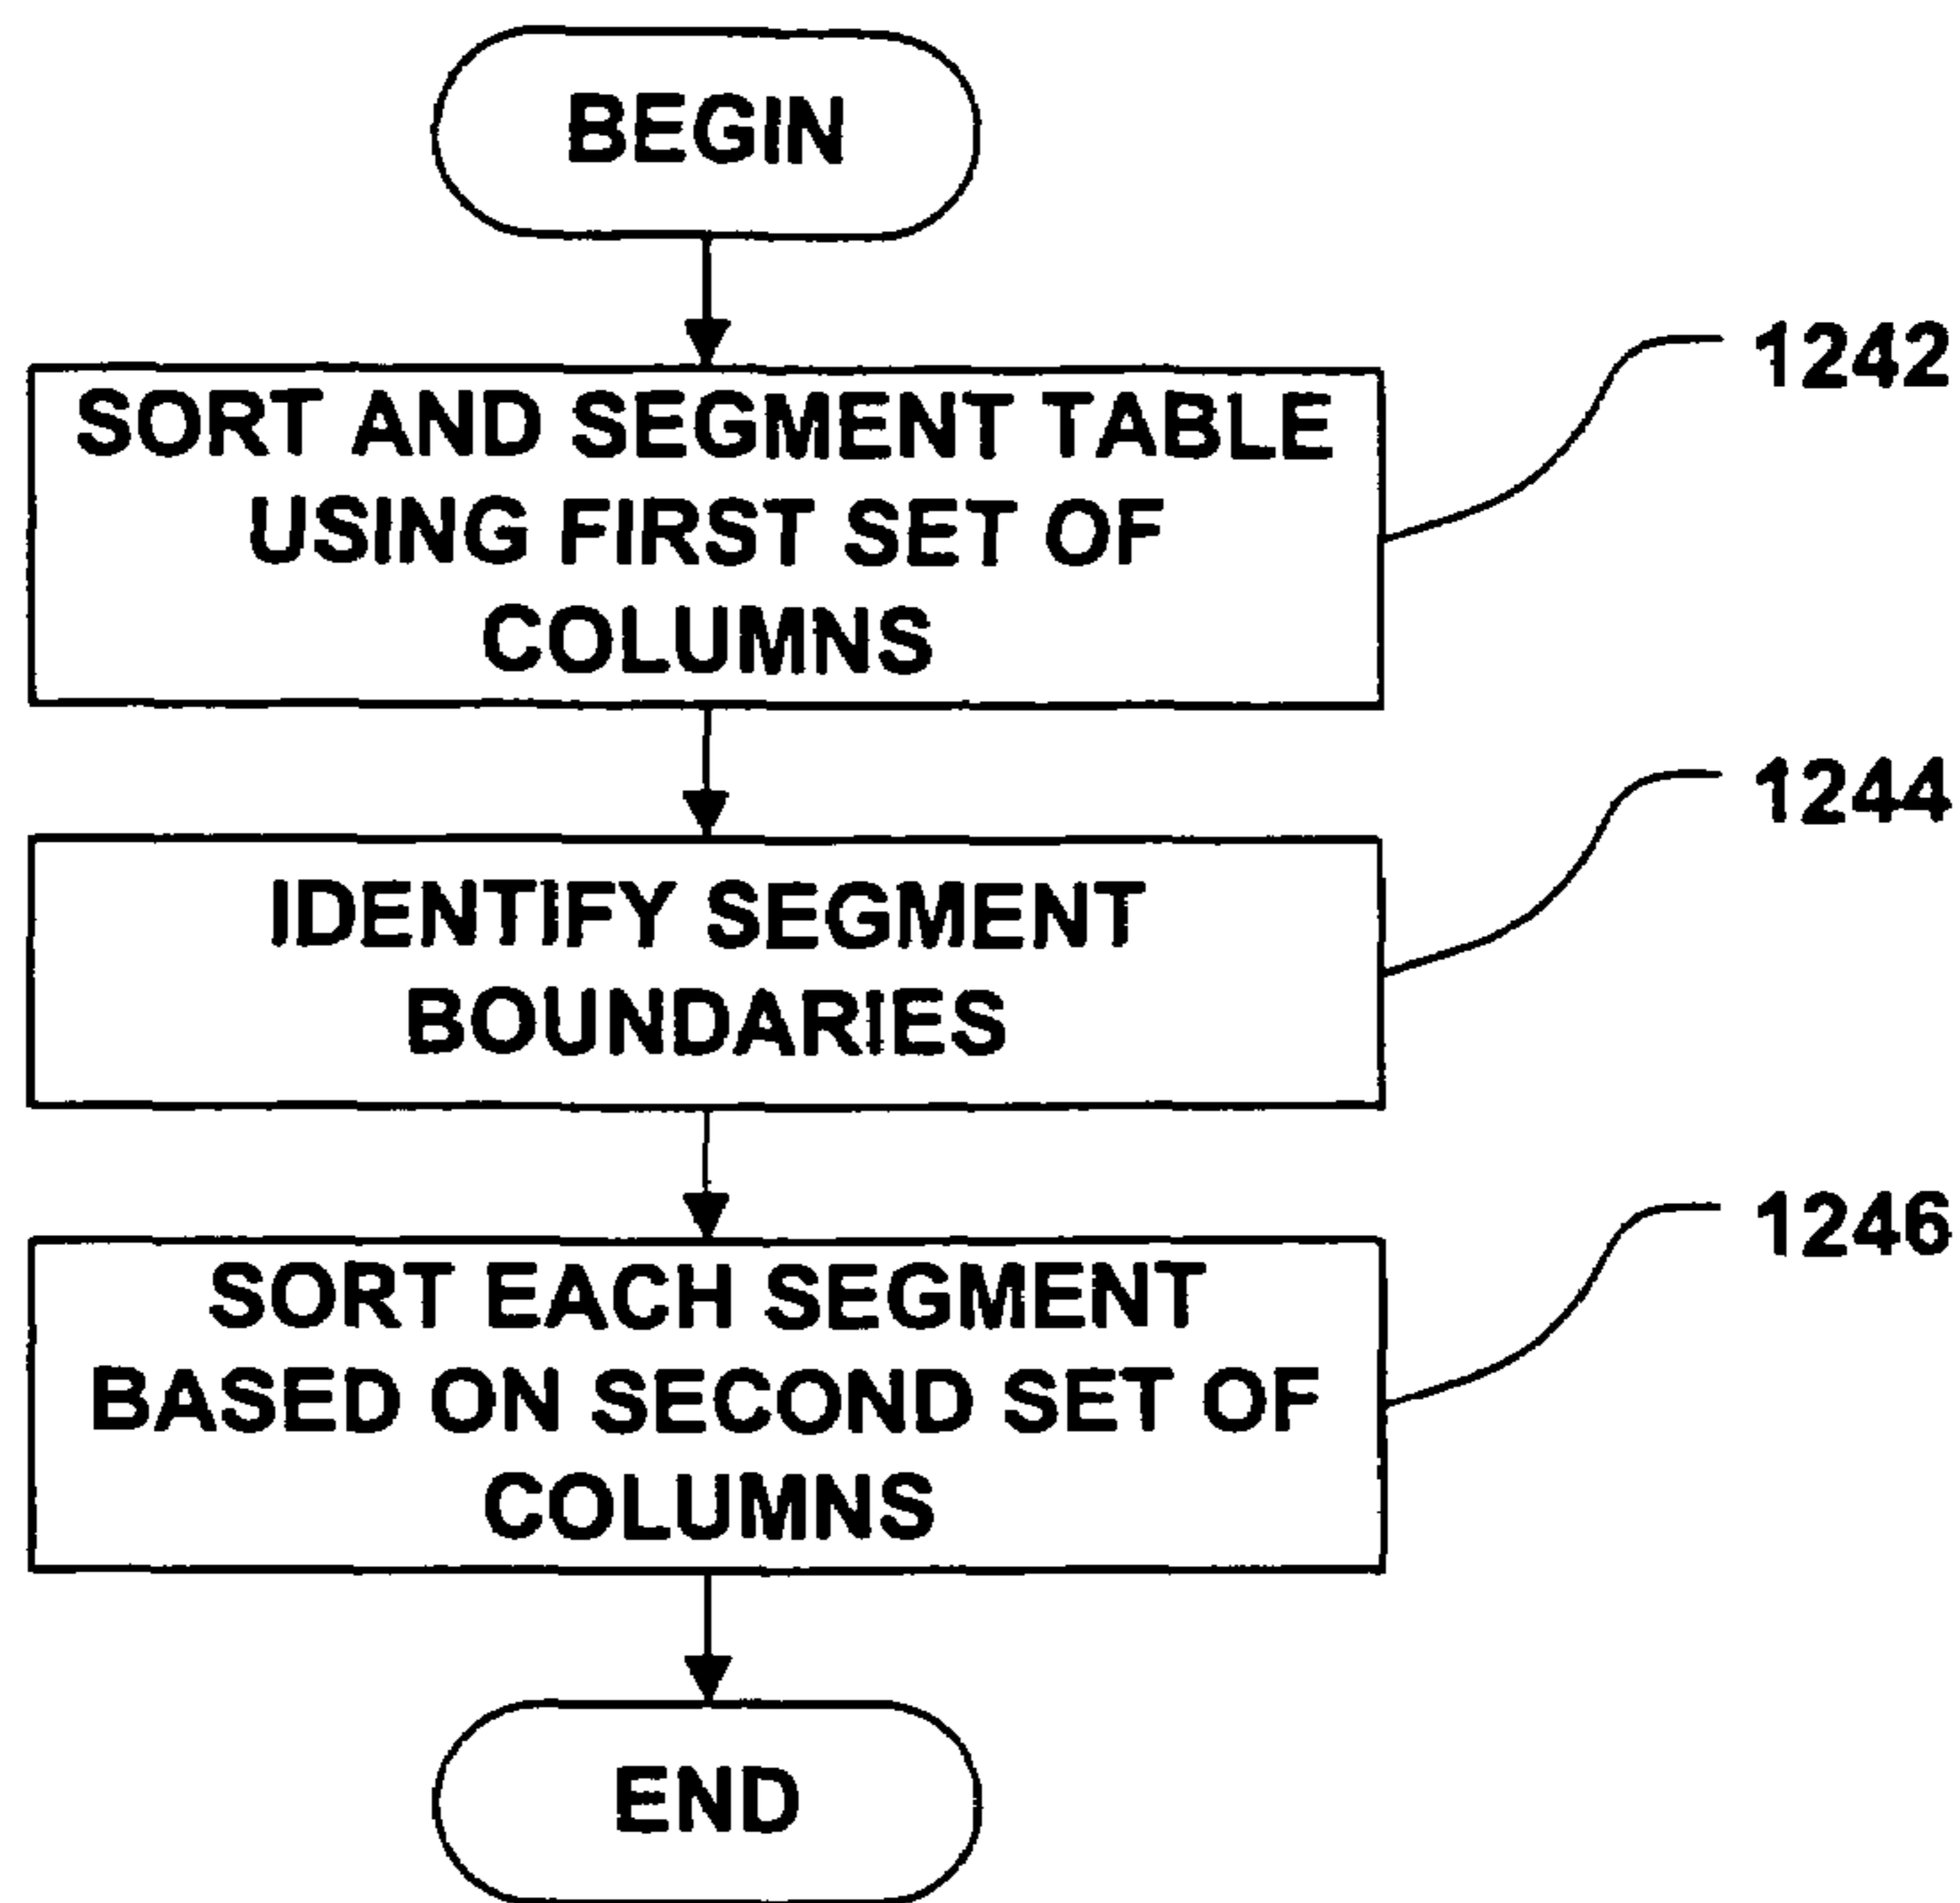 BEGIN
SORT AND SEGMENT TABLE
USING FIRST SET OF
COLUMNS
1242
IDENTIFY SEGMENT
BOUNDARIES
1244
SORT EACH SEGMENT
BASED ON SECOND SET OF
COLUMNS
1246
END